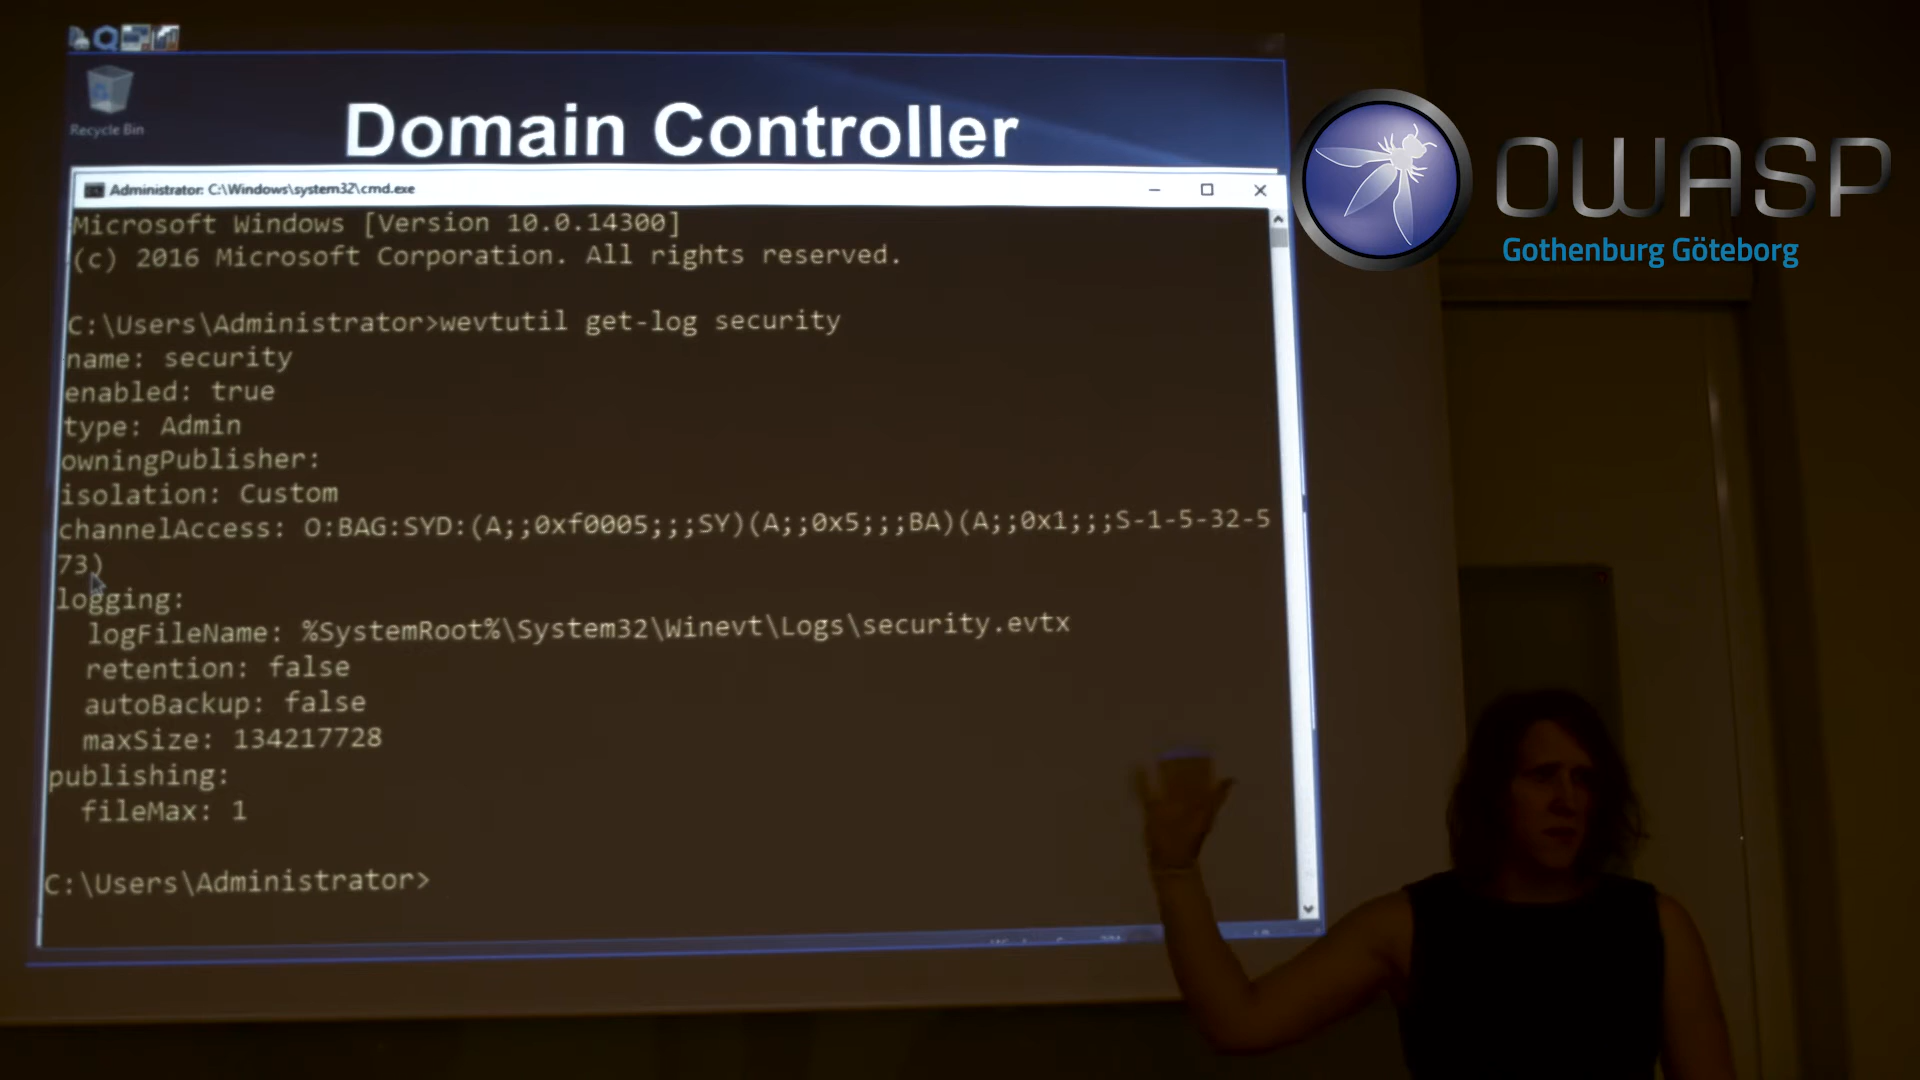 Recycle Bin
Domain Controller
OWASP
Gothenburg Göteborg
Administrator: C:\Windows\system32\cmd.exe
Microsoft Windows [Version 10.0.14300]
(c) 2016 Microsoft Corporation. All rights reserved.
C:\Users\Administrator>wevtutil get-log security
name: security
enabled: true
type: Admin
owningPublisher:
isolation: Custom
channelAccess: O:BAG:SYD:(A;;0xf0005;;;SY)(A;;0x5;;;BA)(A;;0x1;;;S-1-5-32-5
73)
logging:
logFileName: %SystemRoot%\System32\Winevt\Logs\security.evtx
retention: false
autoBackup: false
maxSize: 134217728
publishing:
fileMax: 1
C:\Users\Administrator>